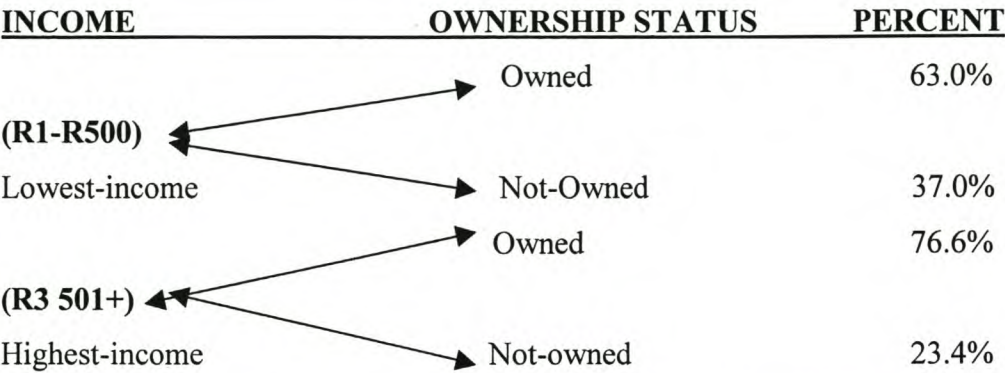 INCOME OWNERSHIP STATUS PERCENT
Owned 63.0%
(R1-R500)
Lowest-income Not-Owned 37.0%
Owned 76.6%
(R3 501+)
Highest-income Not-owned 23.4%